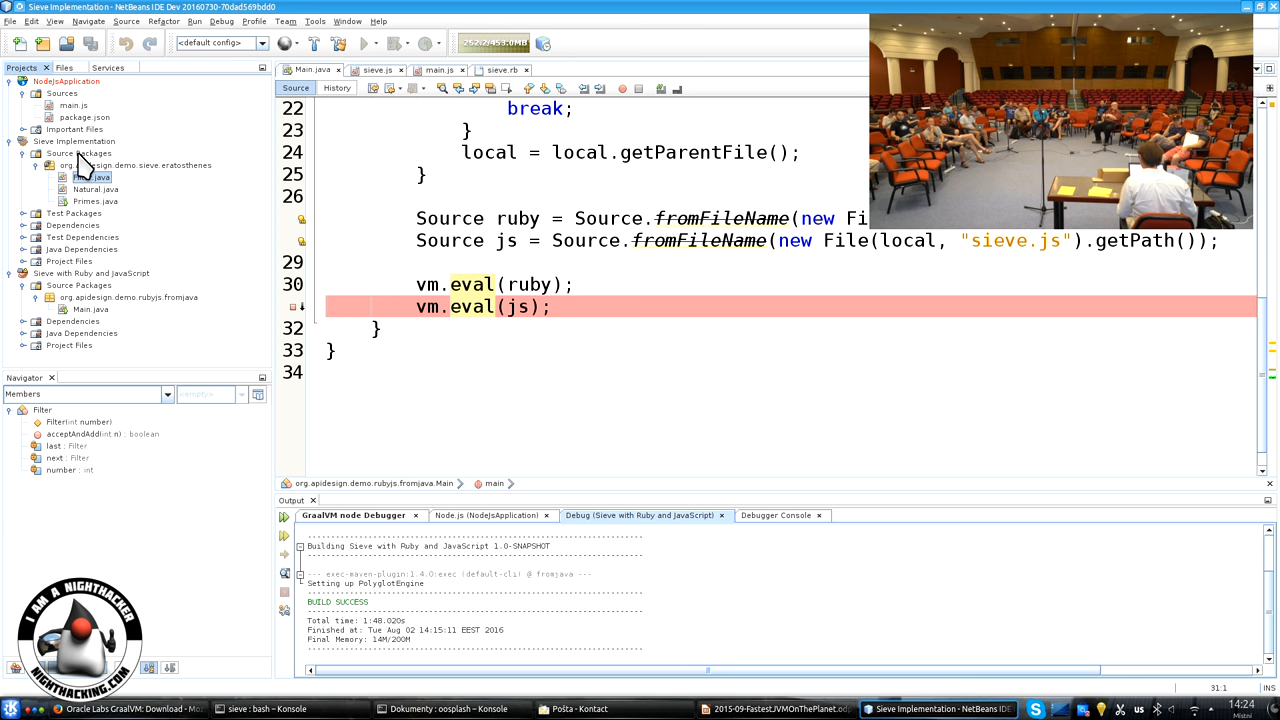 Sieve Implementation - NetBeans IDE Dev 20160730-70dad569bdd0
File Edit View Navigate Source Refactor Run Debug Profile Team Tools Window Help
<default config>
252.2/453.0MB
Projects Files Services
NodeJsApplication
Sources
main.js
package.json
Important Files
Sieve Implementation
Source Packages
org.apidesign.demo.sieve.eratosthenes
Filter.java
Natural.java
Primes.java
Test Packages
Dependencies
Test Dependencies
Java Dependencies
Project Files
Sieve with Ruby and JavaScript
Source Packages
org.apidesign.demo.rubyjs.fromjava
Main.java
Dependencies
Java Dependencies
Project Files
Navigator
Members
<empty>
Filter
Filter(int number)
acceptAndAdd(int n) : boolean
last : Filter
next : Filter
number : int
Main.java sieve.js main.js sieve.rb
Source History
22 break;
23 }
24 local = local.getParentFile();
25 }
26
Source ruby = Source.fromFileName(new Fi
Source js = Source.fromFileName(new File(local, "sieve.js").getPath());
29
30 vm.eval(ruby);
vm.eval(js);
32 }
33 }
34
org.apidesign.demo.rubyjs.fromjava.Main main
Output
GraalVM node Debugger Node.js (NodeJsApplication) Debug (Sieve with Ruby and JavaScript) Debugger Console
------------------------------------------------------------------------
Building Sieve with Ruby and JavaScript 1.0-SNAPSHOT
------------------------------------------------------------------------
--- exec-maven-plugin:1.4.0:exec (default-cli) @ fromjava ---
Setting up PolyglotEngine
------------------------------------------------------------------------
BUILD SUCCESS
------------------------------------------------------------------------
Total time: 1:48.020s
Finished at: Tue Aug 02 14:15:11 EEST 2016
Final Memory: 14M/200M
------------------------------------------------------------------------
I AM A NIGHTHACKER
NIGHTHACKING.COM
31:1 INS
Oracle Labs GraalVM: Download - Mo
sieve : bash – Konsole
Dokumenty : oosplash – Konsole
Pošta - Kontact
2015-09-FastestJVMOnThePlanet.odp
Sieve Implementation - NetBeans IDE
us
14:24
Místní